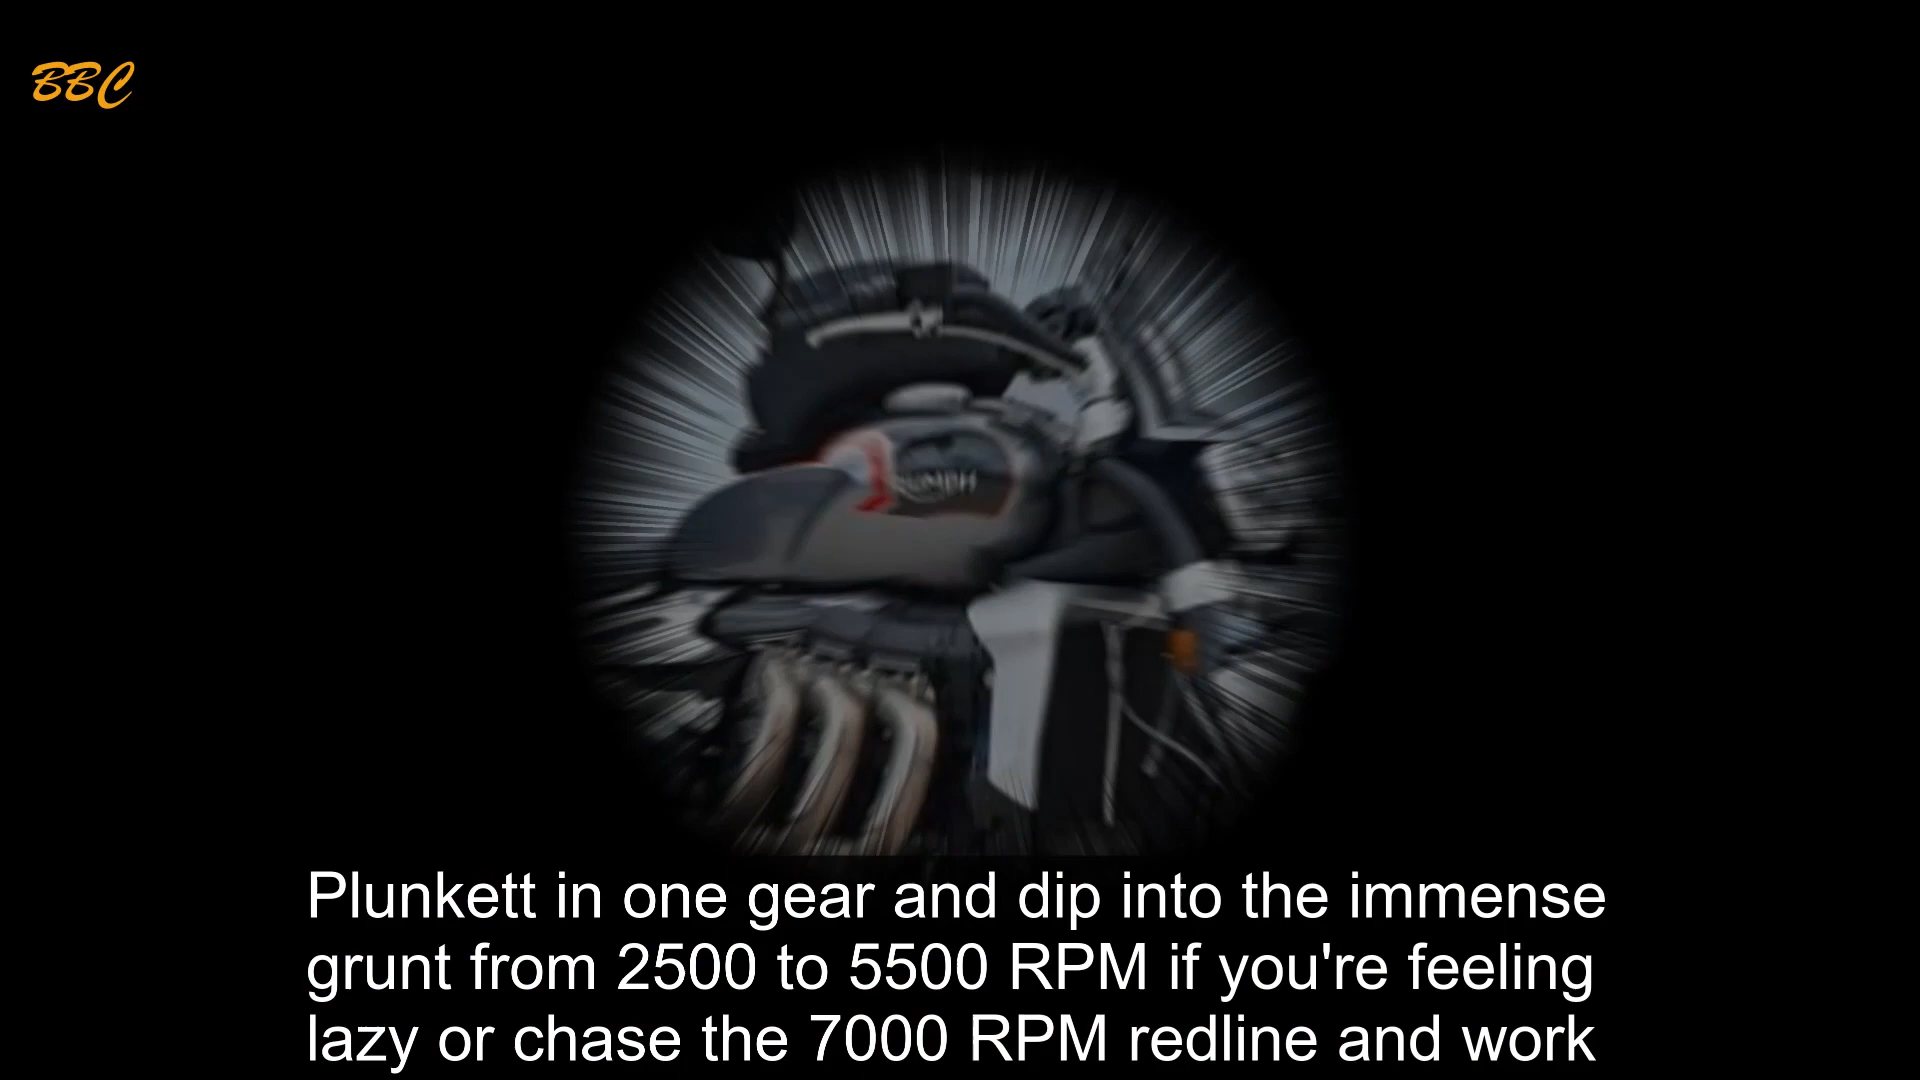 BBC
TRIUMPH
Plunkett in one gear and dip into the immense
grunt from 2500 to 5500 RPM if you're feeling
lazy or chase the 7000 RPM redline and work